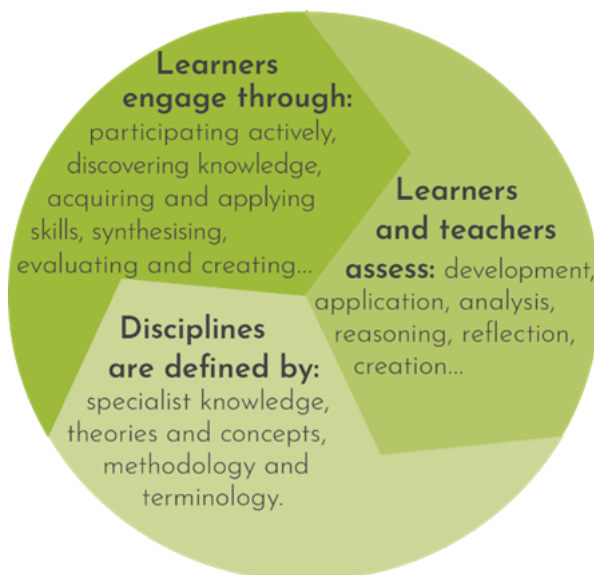 Learners
engage through:
participating actively,
discovering knowledge,
acquiring and applying
skills, synthesising,
evaluating and creating...
Learners
and teachers
assess: development,
application, analysis,
reasoning, reflection,
creation...
Disciplines
are defined by:
specialist knowledge,
theories and concepts,
methodology and
terminology.